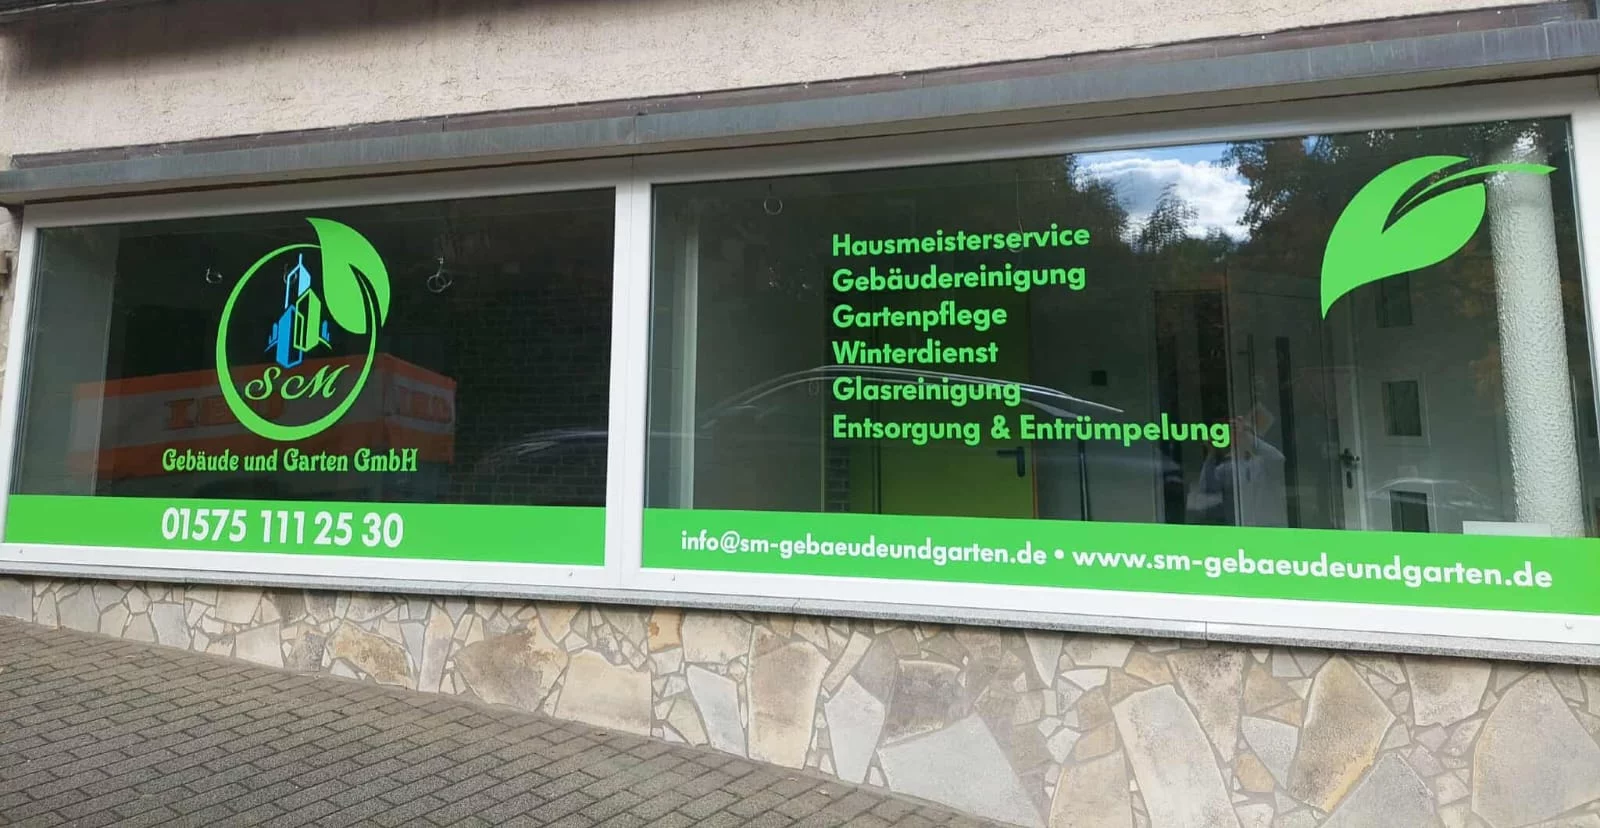 SM
Gebäude und Garten GmbH
01575 111 25 30
Hausmeisterservice
Gebäudereinigung
Gartenpflege
Winterdienst
Glasreinigung
Entsorgung & Entrümpelung
info@sm-gebaeudeundgarten.de • www.sm-gebaeudeundgarten.de